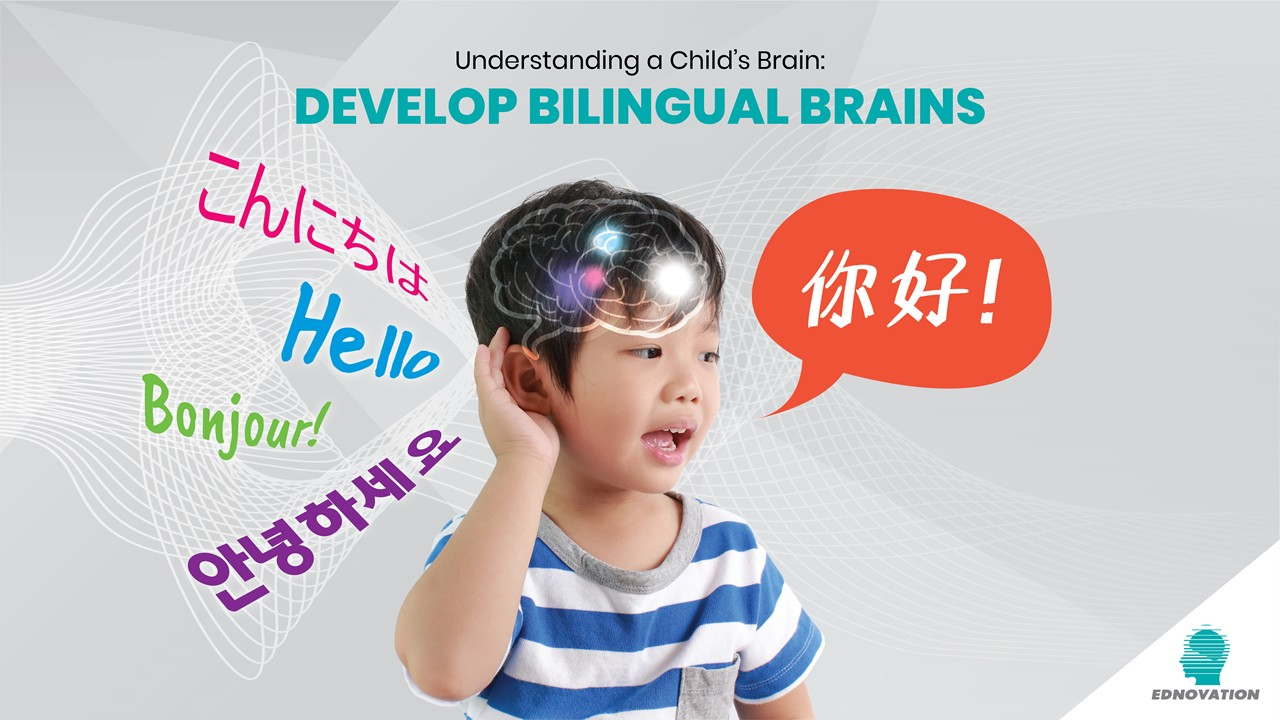 Understanding a Child's Brain:
DEVELOP BILINGUAL BRAINS
こんにちは
Hello
Bonjour!
안녕하세요
你好!
EDNOVATION